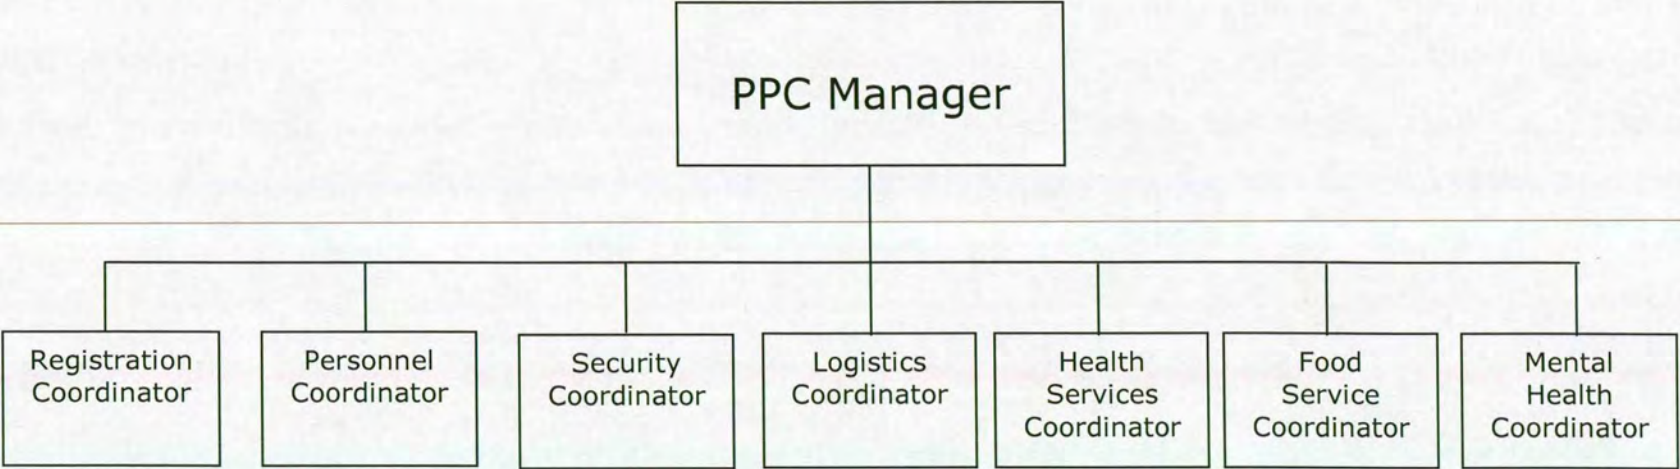 PPC Manager
Registration
Coordinator
Personnel
Coordinator
Security
Coordinator
Logistics
Coordinator
Health
Services
Coordinator
Food
Service
Coordinator
Mental
Health
Coordinator